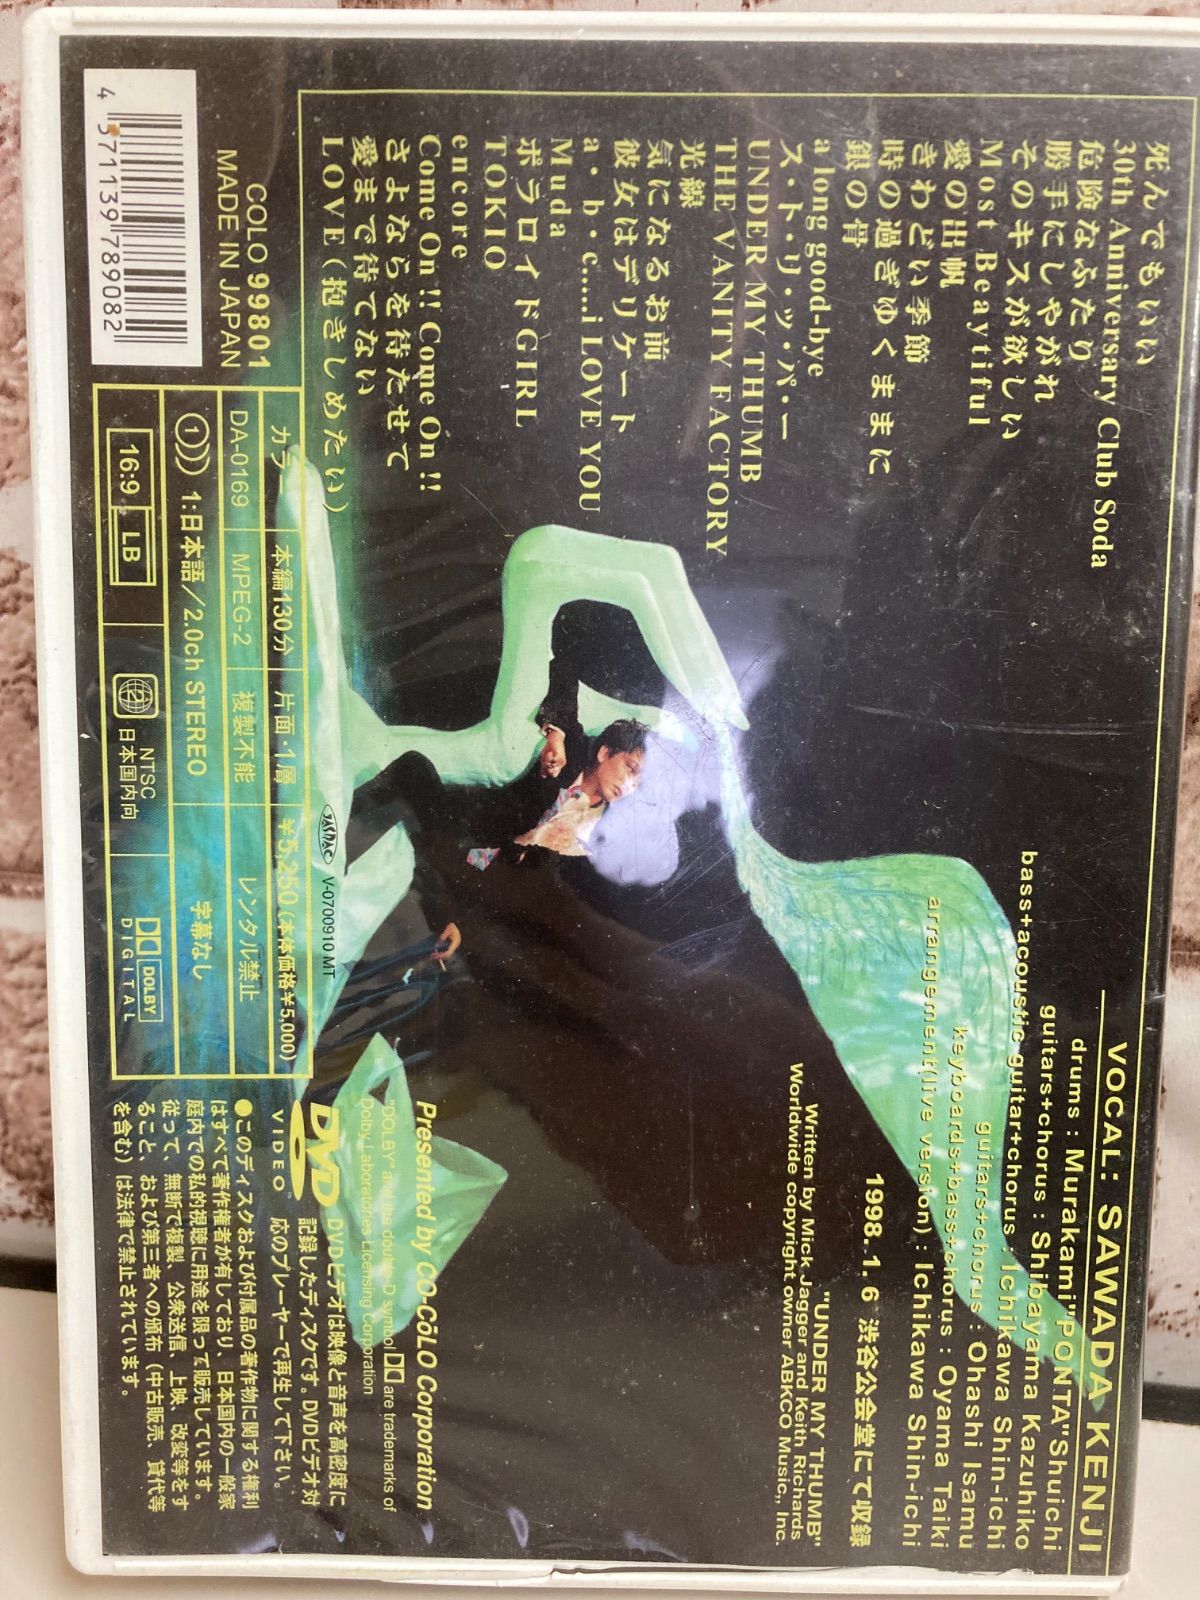 死んでもいい
30th Anniversary Club Soda
危険なふたり
勝手にしやがれ
そのキスが欲しい
Most Beaytiful
愛の出帆
きわどい季節
時の過ぎゆくままに
銀の骨
a long good-bye
ス・ト・リ・ッ・パ・ー
UNDER MY THUMB
THE VANITY FACTORY
光線
気になるお前
彼女はデリケート
a・b・c.....i LOVE YOU
Muda
ポラロイドGIRL
TOKIO
encore
Come On !! Come On !!
さよならを待たせて
愛まで待てない
LOVE(抱きしめたい)
VOCAL: SAWADA KENJI
drums : Murakami"PONTA"Shuichi
guitars+chorus : Shibayama Kazuhiko
bass+acoustic guitar+chorus : Ichikawa Shin-ichi
guitars+chorus : Ohashi Isamu
keyboards+bass+chorus : Oyama Taiki
arrangement(live version) : Ichikawa Shin-ichi
1998. 1. 6 渋谷公会堂にて収録
"UNDER MY THUMB"
Written by Mick Jagger and Keith Richards
Worldwide copyright owner ABKCO Music,, Inc.
Presented by CO-CóLO Corporation
"DOLBY" and the double-D symbol are trademarks of
Dolby Laboratories Licensing Corporation
COLO 99801
MADE IN JAPAN
4 571139 789082
カラー 本編130分 片面・1層 ¥5,250 (本体価格¥5,000)
DA-0169 MPEG-2 複製不能 レンタル禁止
1 1:日本語/2.0ch STEREO 字幕なし
16:9 LB 2 NTSC 日本国内向 DOLBY DIGITAL
JASRAC V-0700910 MT
DVD VIDEO
DVDビデオは映像と音声を高密度に
記録したディスクです。DVDビデオ対
応のプレーヤーで再生して下さい。
●このディスクおよび付属品の著作物に関する権利
はすべて著作権者が有しており、日本国内の一般家
庭内での私的視聴に用途を限って販売しています。
従って、無断で複製 公衆送信、上映、改変等をす
ること、および第三者への頒布(中古販売、貸代等
を含む)は法律で禁止されています。